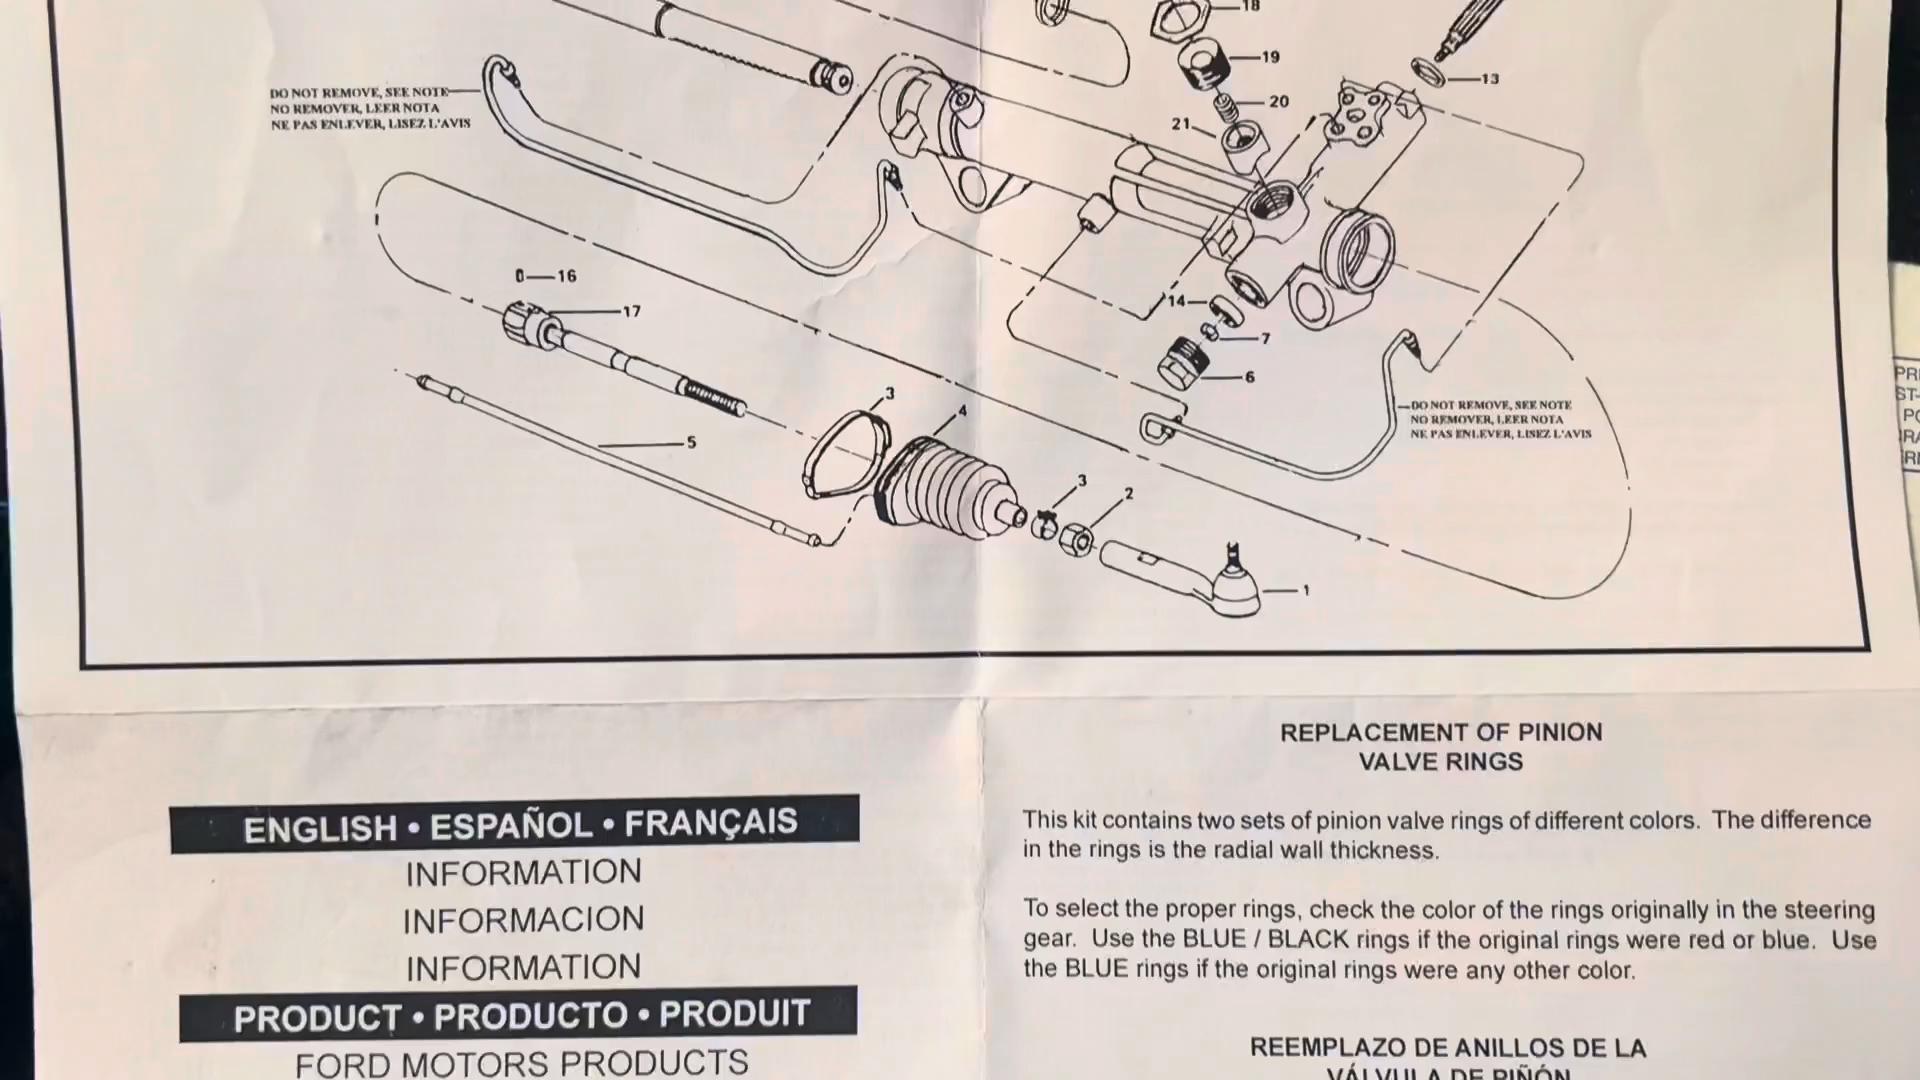 18
19
20
21
13
DO NOT REMOVE, SEE NOTE
NO REMOVER, LEER NOTA
NE PAS ENLEVER, LISEZ L'AVIS
16
17
14
7
6
3
4
5
DO NOT REMOVE, SEE NOTE
NO REMOVER, LEER NOTA
NE PAS ENLEVER, LISEZ L'AVIS
3
2
1
ENGLISH • ESPAÑOL • FRANÇAIS
INFORMATION
INFORMACION
INFORMATION
PRODUCT • PRODUCTO • PRODUIT
FORD MOTORS PRODUCTS
REPLACEMENT OF PINION
VALVE RINGS
This kit contains two sets of pinion valve rings of different colors. The difference
in the rings is the radial wall thickness.
To select the proper rings, check the color of the rings originally in the steering
gear. Use the BLUE / BLACK rings if the original rings were red or blue. Use
the BLUE rings if the original rings were any other color.
REEMPLAZO DE ANILLOS DE LA
VÁLVULA DE PIÑÓN